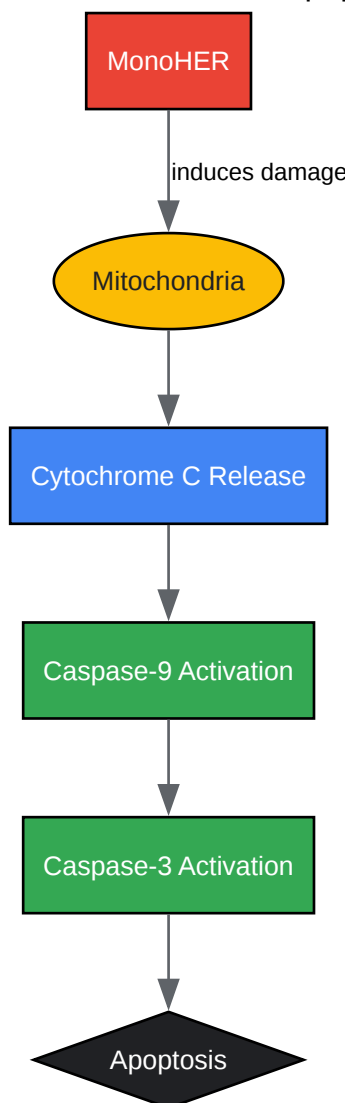 MonoHER
induces damage
Mitochondria
Cytochrome C Release
Caspase-9 Activation
Caspase-3 Activation
Apoptosis